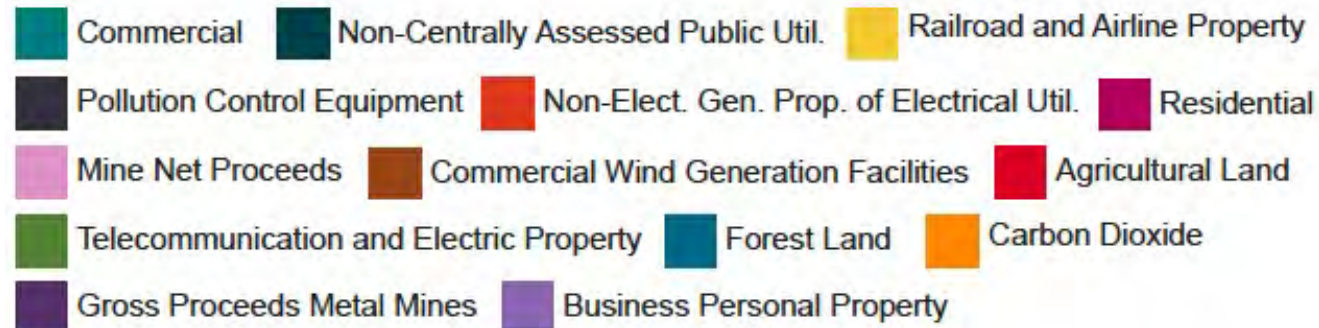 Commercial Non-Centrally Assessed Public Util. Railroad and Airline Property
Pollution Control Equipment Non-Elect. Gen. Prop. of Electrical Util. Residential
Mine Net Proceeds Commercial Wind Generation Facilities Agricultural Land
Telecommunication and Electric Property Forest Land Carbon Dioxide
Gross Proceeds Metal Mines Business Personal Property